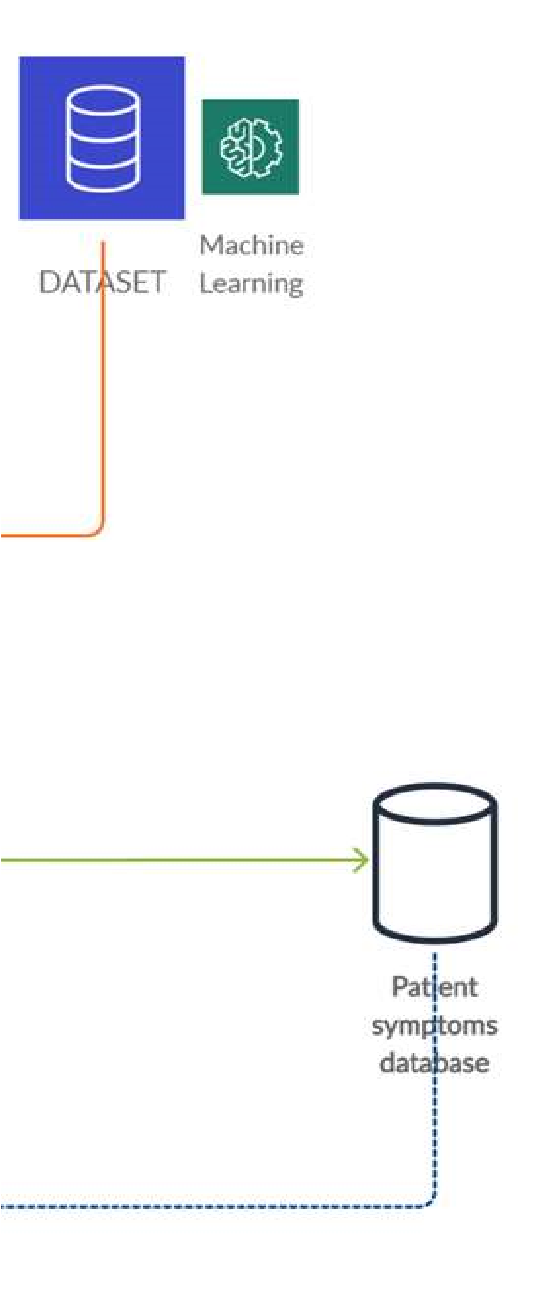 DATASET
Machine
Learning
Patient
symptoms
database